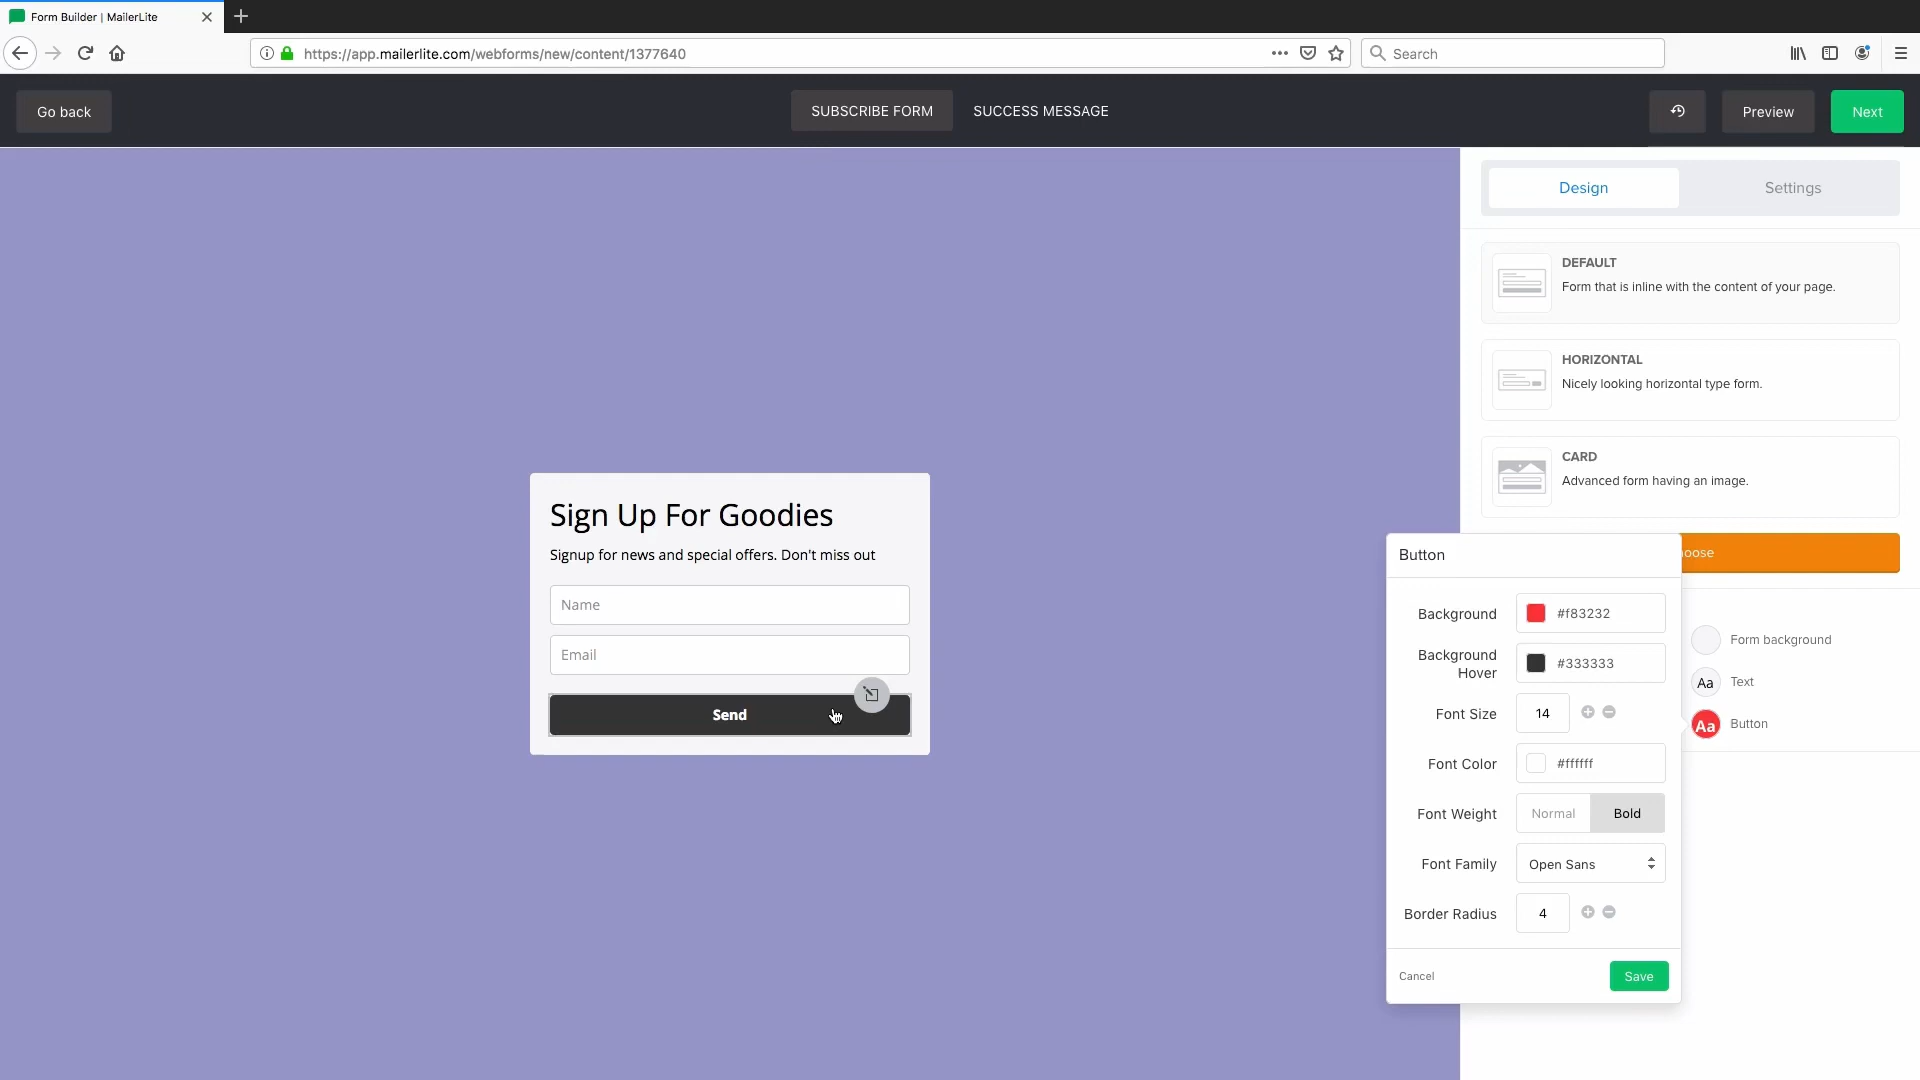 Form Builder | MailerLite
https://app.mailerlite.com/webforms/new/content/1377640
Search
Go back
SUBSCRIBE FORM
SUCCESS MESSAGE
Preview
Next
Design
Settings
DEFAULT
Form that is inline with the content of your page.
HORIZONTAL
Nicely looking horizontal type form.
CARD
Advanced form having an image.
Sign Up For Goodies
Signup for news and special offers. Don't miss out
Name
Email
Send
Button
Background
#f83232
Background
Hover
#333333
Font Size
14
Font Color
#ffffff
Font Weight
Normal
Bold
Font Family
Open Sans
Border Radius
4
Cancel
Save
oose
Form background
Aa
Text
Aa
Button